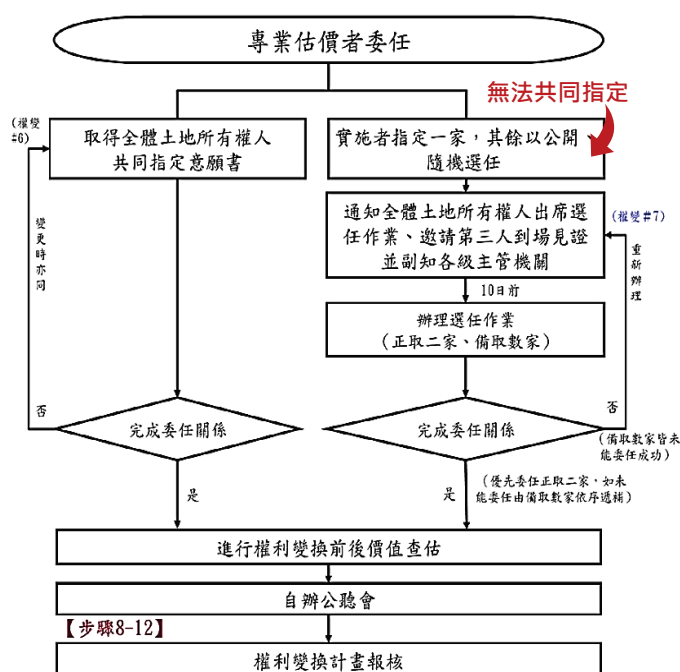 專業估價者委任
無法共同指定
(權變
#6)
取得全體土地所有權人
共同指定意願書
實施者指定一家，其餘以公開、
隨機選任
通知全體土地所有權人出席選
任作業、邀請第三人到場見證
並副知各級主管機關
(權變#7)
變更時亦同
重新辦理
10日前
辦理選任作業
(正取二家、備取數家)
否
完成委任關係
完成委任關係
否
(備取數家皆未
能委任成功)
是
是
(優先委任正取二家，如未
能委任由備取數家依序遞補)
進行權利變換前後價值查估
自辦公聽會
【步驟8-12】
權利變換計畫報核